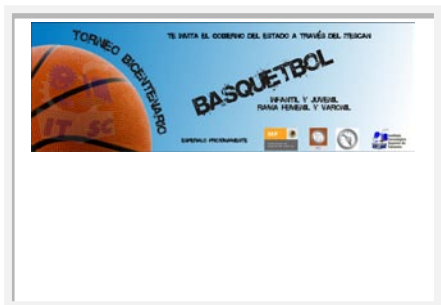 TORNEO BICENTENARIO
TE INVITA EL GOBIERNO DEL ESTADO A TRAVÉS DEL ITESCAN
BASQUETBOL
INFANTIL Y JUVENIL
RAMA FEMENIL Y VARONIL
ESPERALO PROXIMAMENTE